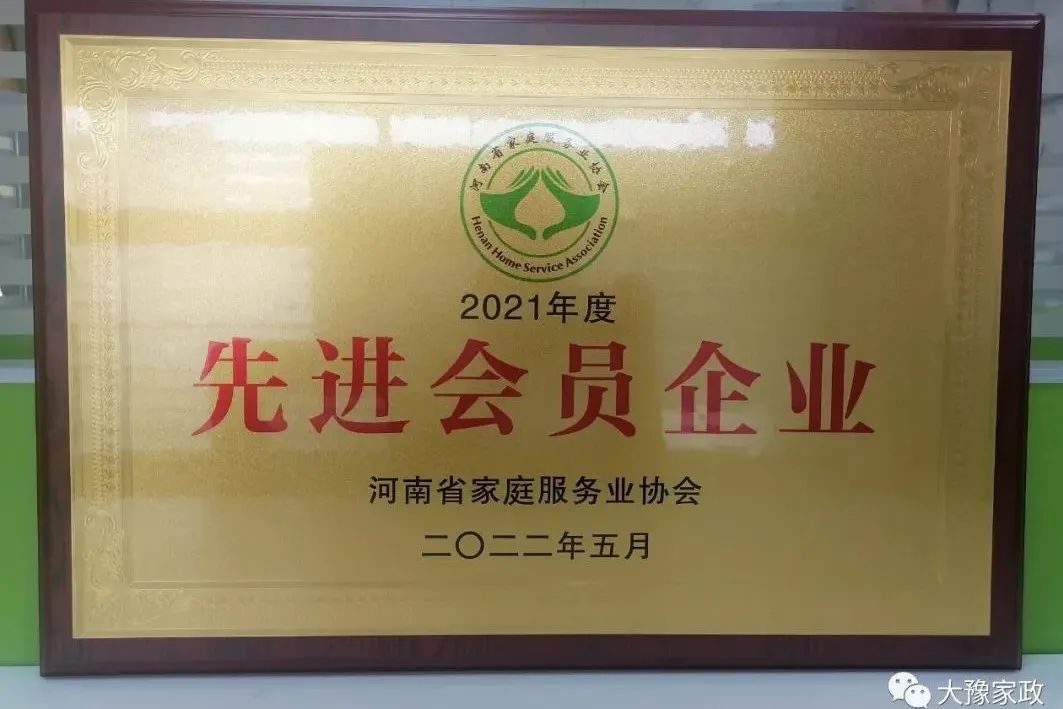 河南省家庭服务业协会
Henan Home Service Association
2021年度
先进会员企业
河南省家庭服务业协会
二〇二二年五月
大豫家政